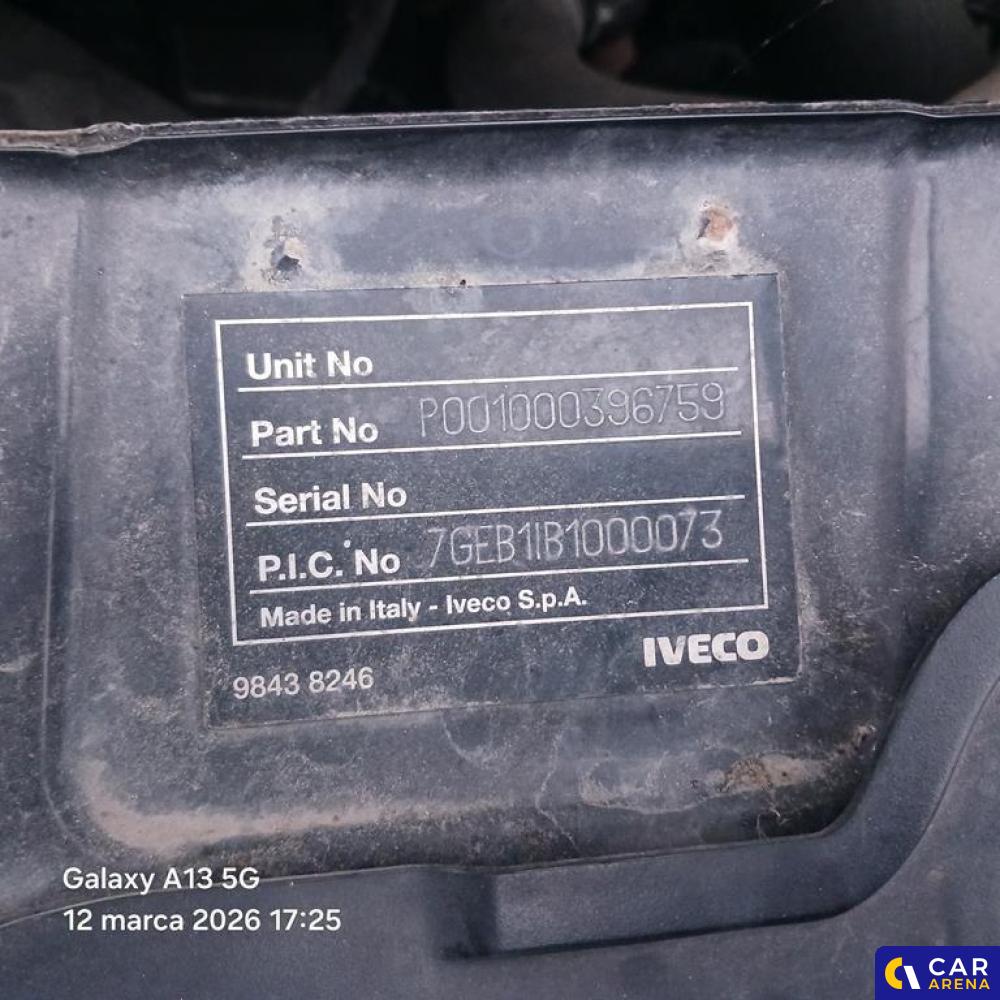 Unit No
Part No P001000396759
Serial No
P.I.C. No 7GEB1IB1000073
Made in Italy - Iveco S.p.A.
IVECO
9843 8246
Galaxy A13 5G
12 marca 2026 17:25
CAR
ARENA